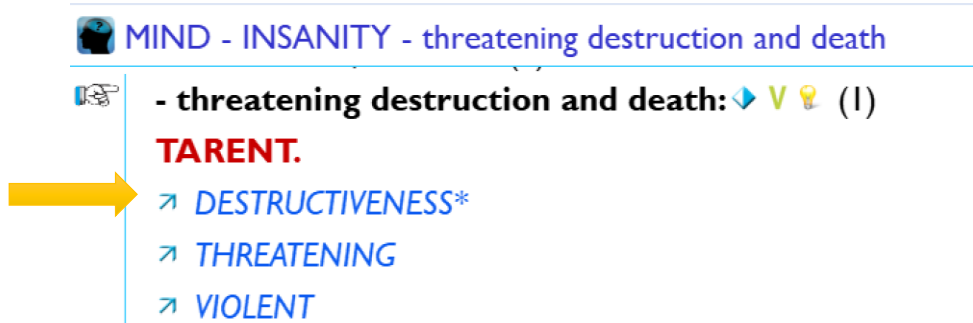 MIND - INSANITY - threatening destruction and death
- threatening destruction and death: V (1)
TARENT.
DESTRUCTIVENESS*
THREATENING
VIOLENT